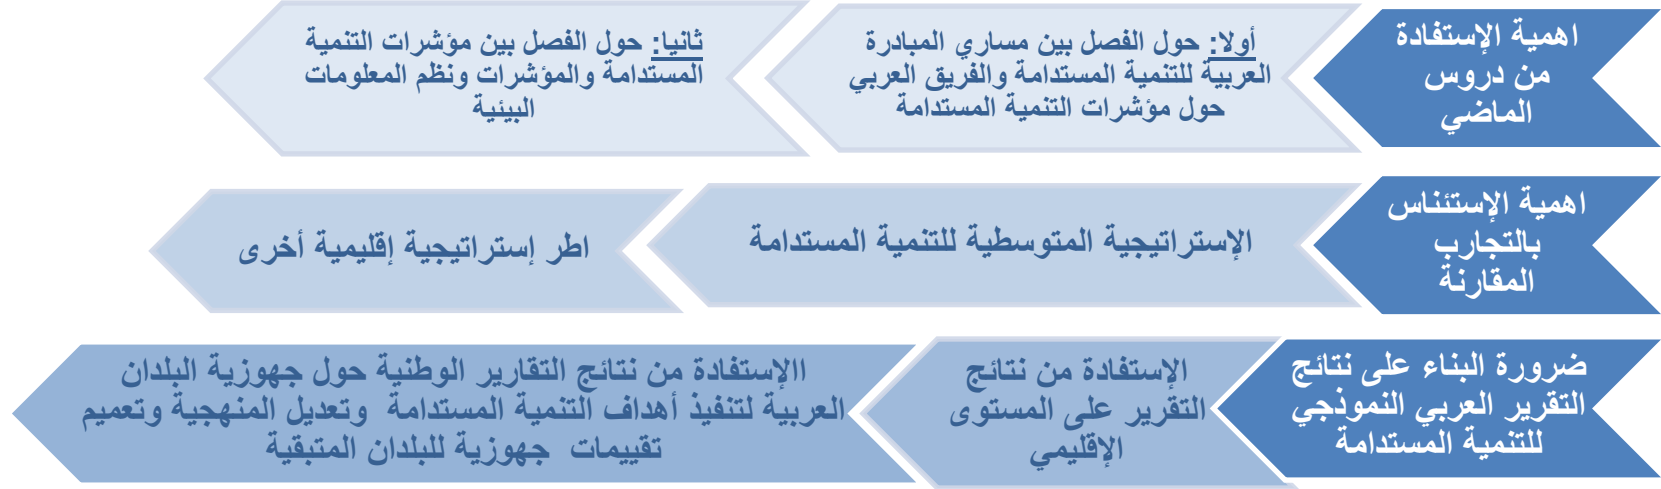 اهمية الإستفادة
من دروس
الماضي
أولا: حول الفصل بين مساري المبادرة
العربية للتنمية المستدامة والفريق العربي
حول مؤشرات التنمية المستدامة
ثانيا: حول الفصل بين مؤشرات التنمية
المستدامة والمؤشرات ونظم المعلومات
البيئية
اهمية الإستئناس
بالتجارب
المقارنة
الإستراتيجية المتوسطية للتنمية المستدامة
اطر إستراتيجية إقليمية أخرى
ضرورة البناء على نتائج
التقرير العربي النموذجي
للتنمية المستدامة
الإستفادة من نتائج
التقرير على المستوى
الإقليمي
االإستفادة من نتائج التقارير الوطنية حول جهوزية البلدان
العربية لتنفيذ أهداف التنمية المستدامة وتعديل المنهجية وتعميم
تقييمات جهوزية للبلدان المتبقية